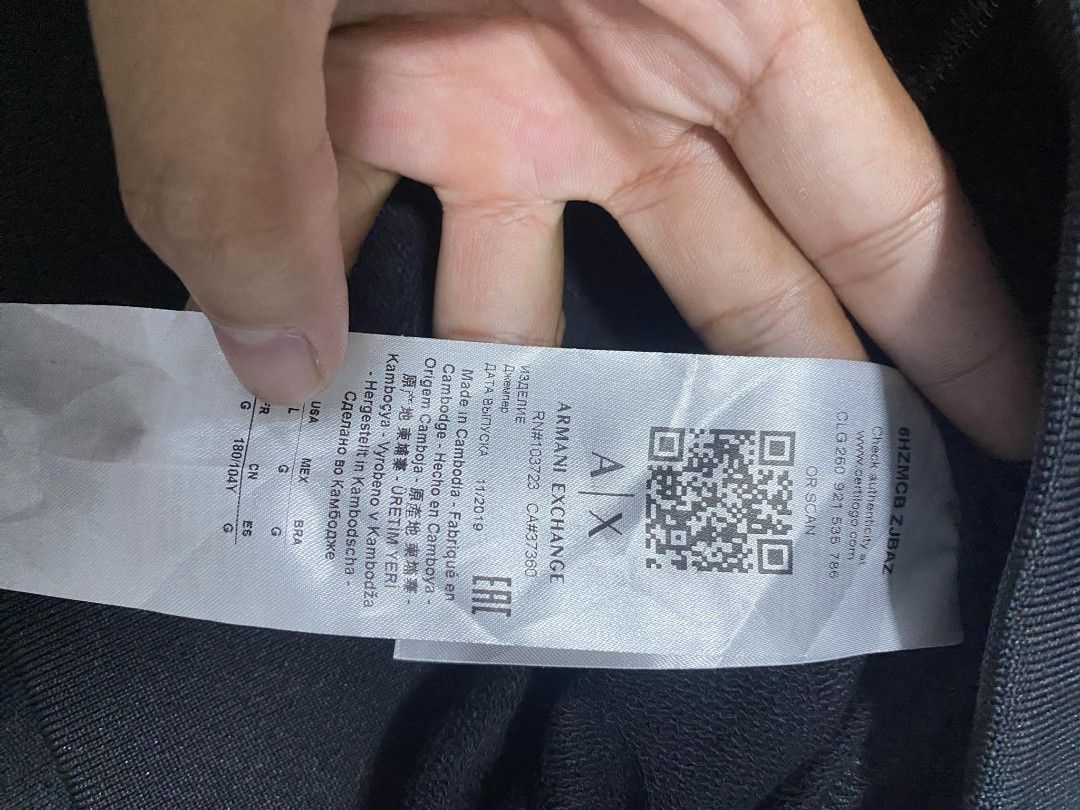 6HZMCB ZJBAZ
Check authenticity at
www.certilogo.com
CLG 260 921 535 786
OR SCAN
A|X
ARMANI EXCHANGE
RN#103723 CA#37360
ИЗДЕЛИЕ
Джемпер
ДАТА ВЫПУСКА 11/2019
EAC
Made in Cambodia - Fabriqué en
Cambodge - Hecho en Camboya -
Origem Camboja - 原産地 柬埔寨 -
原产地 柬埔寨 - ÜRETIM YERI
Kamboçya - Vyrobeno v Kambodža
- Hergestellt in Kambodscha -
Сделано во Камбодже
USA MEX BRA
L G G
FR CN ES
G 180/104Y G